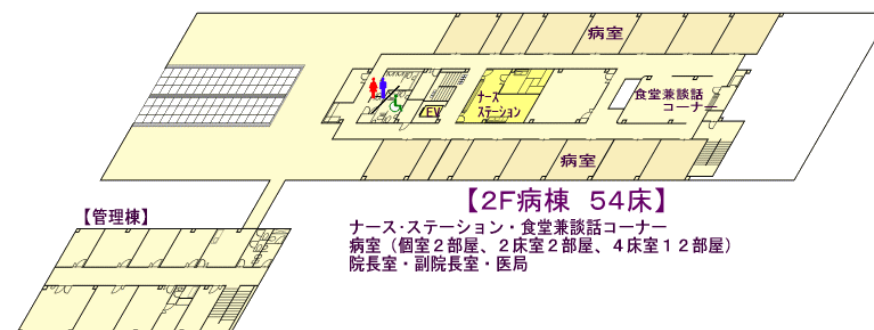 病室
ナース
ステーション
EV
食堂兼談話
コーナー
病室
【2F病棟 54床】
【管理棟】
ナース・ステーション・食堂兼談話コーナー
病室（個室２部屋、２床室２部屋、４床室１２部屋）
院長室・副院長室・医局